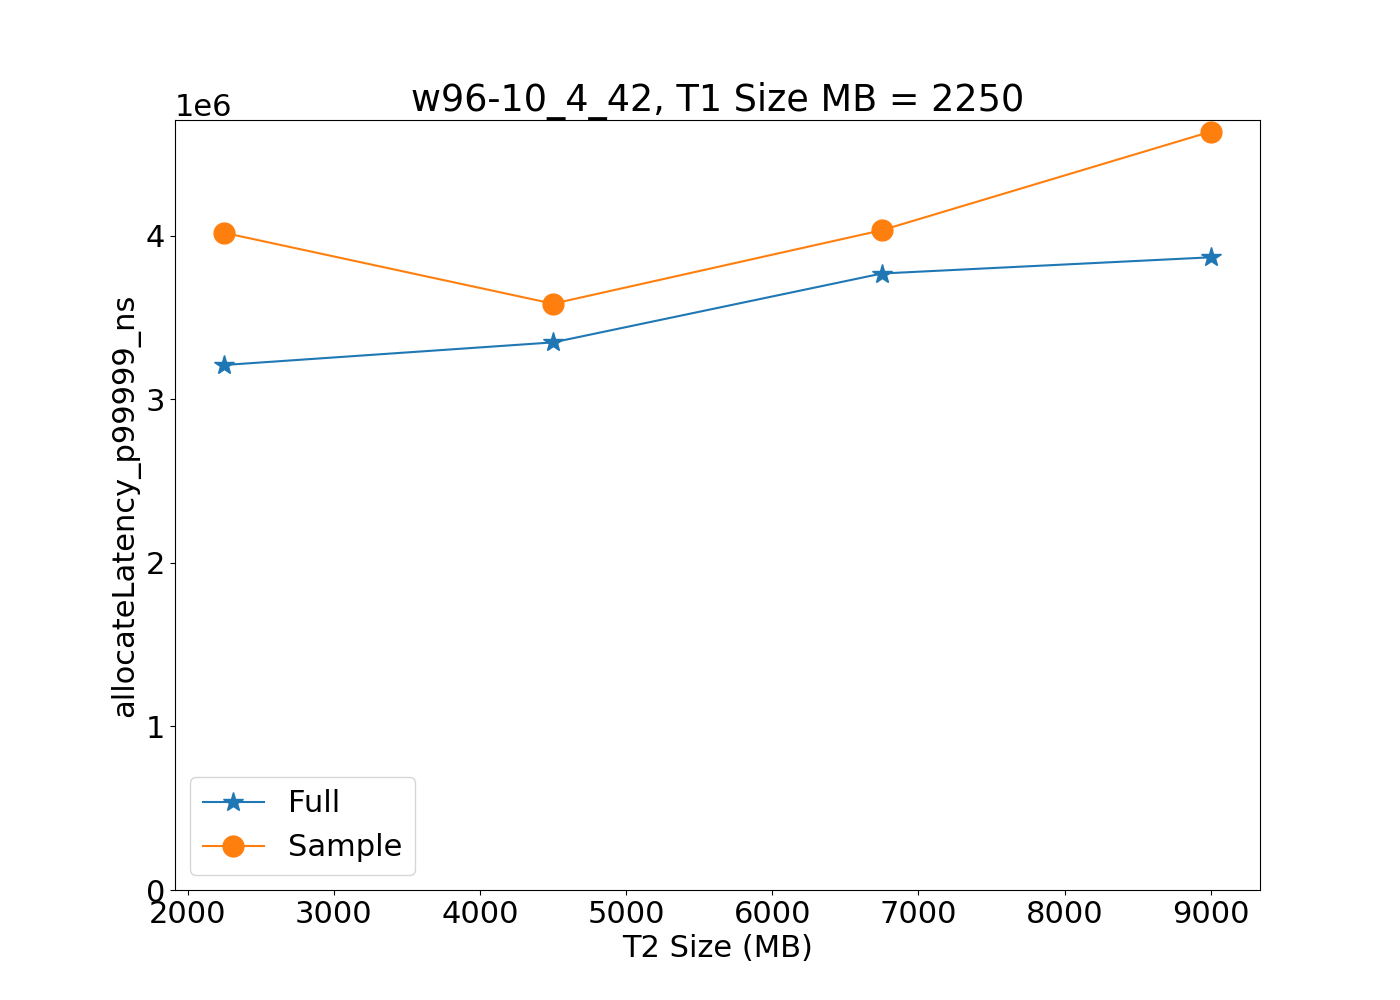 w96-10_4_42, T1 Size MB = 2250
1e6
4
3
2
1
0
allocateLatency_p99999_ns
Full
Sample
2000 3000 4000 5000 6000 7000 8000 9000
T2 Size (MB)